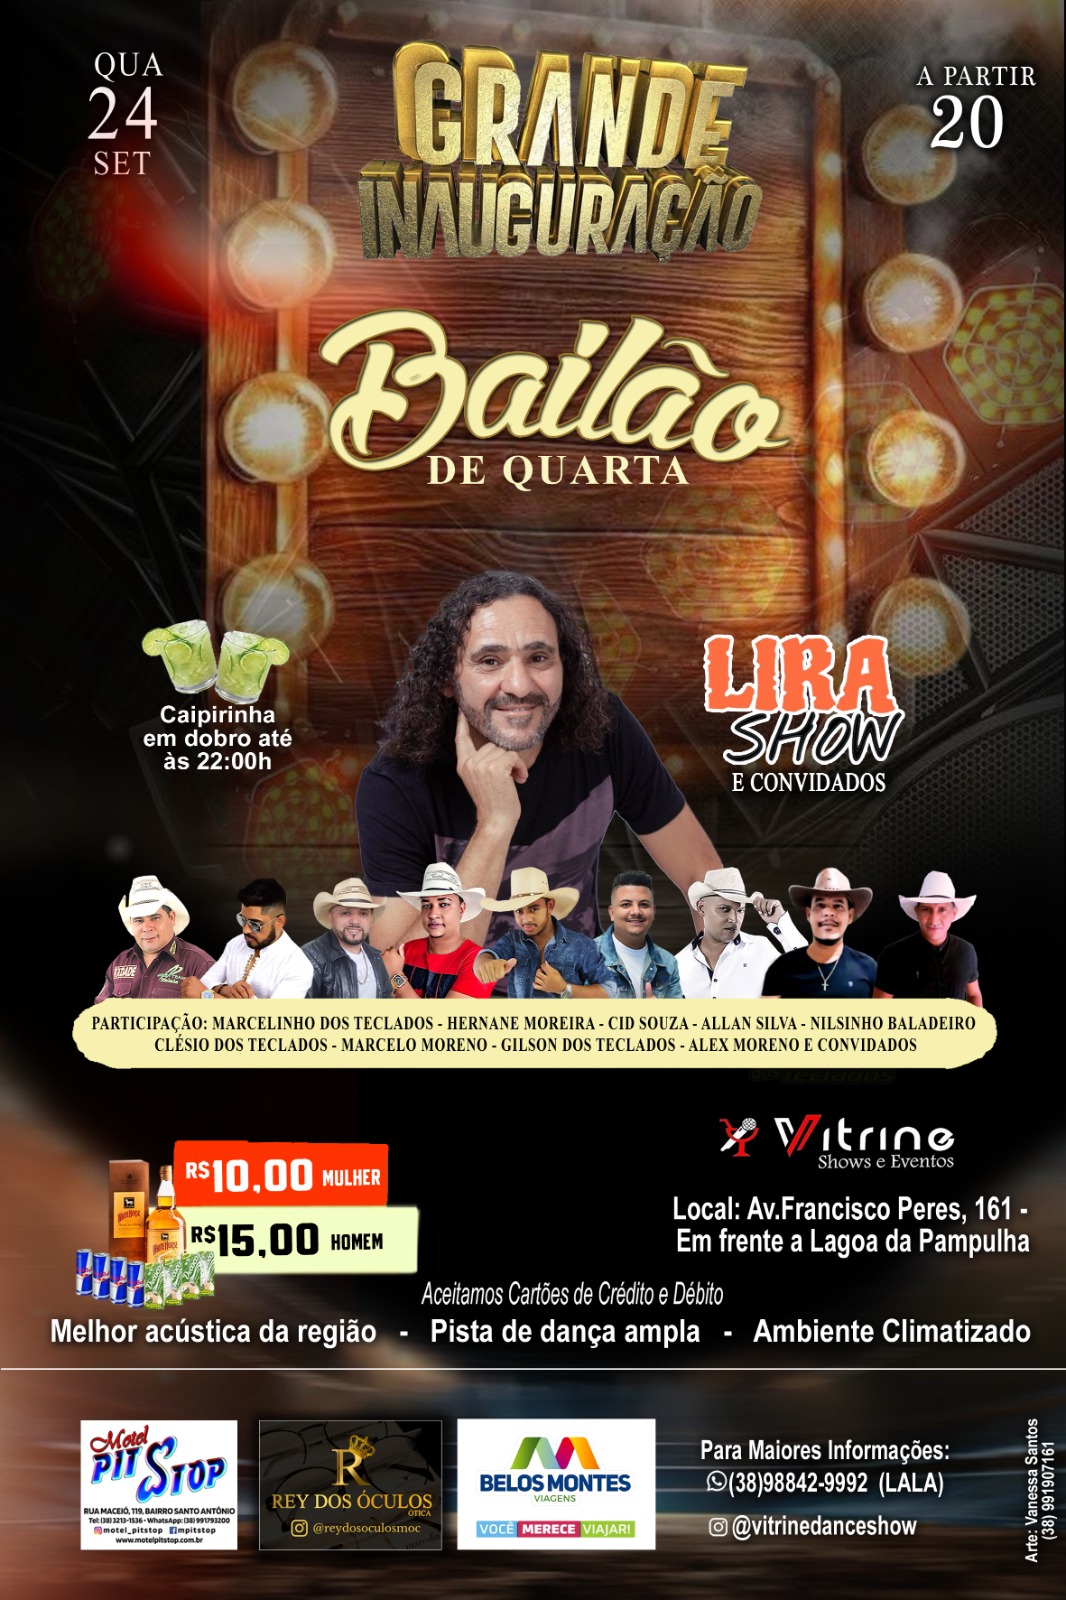 QUA
24
SET
A PARTIR
20
GRANDE
INAUGURAÇÃO
Bailão
DE QUARTA
Caipirinha
em dobro até
às 22:00h
LIRA
SHOW
E CONVIDADOS
PARTICIPAÇÃO: MARCELINHO DOS TECLADOS - HERNANE MOREIRA - CID SOUZA - ALLAN SILVA - NILSINHO BALADEIRO
CLÉSIO DOS TECLADOS - MARCELO MORENO - GILSON DOS TECLADOS - ALEX MORENO E CONVIDADOS
Vitrine
Shows e Eventos
R$10,00 MULHER
R$15,00 HOMEM
WHITE HORSE
Local: Av.Francisco Peres, 161 -
Em frente a Lagoa da Pampulha
Aceitamos Cartões de Crédito e Débito
Melhor acústica da região - Pista de dança ampla - Ambiente Climatizado
Motel
PIT STOP
RUA MACEIÓ, 119, BAIRRO SANTO ANTÔNIO
Tel: (38) 3213-1536 - WhatsApp: (38) 991793200
motel_pitstop mpitstop
www.motelpitstop.com.br
R
REY DOS ÓCULOS
ÓTICA
@reydosoculosmoc
BELOS MONTES
VIAGENS
VOCÊ MERECE VIAJAR!
Para Maiores Informações:
(38)98842-9992 (LALA)
@vitrinedanceshow
Arte: Vanessa Santos
(38) 991907161